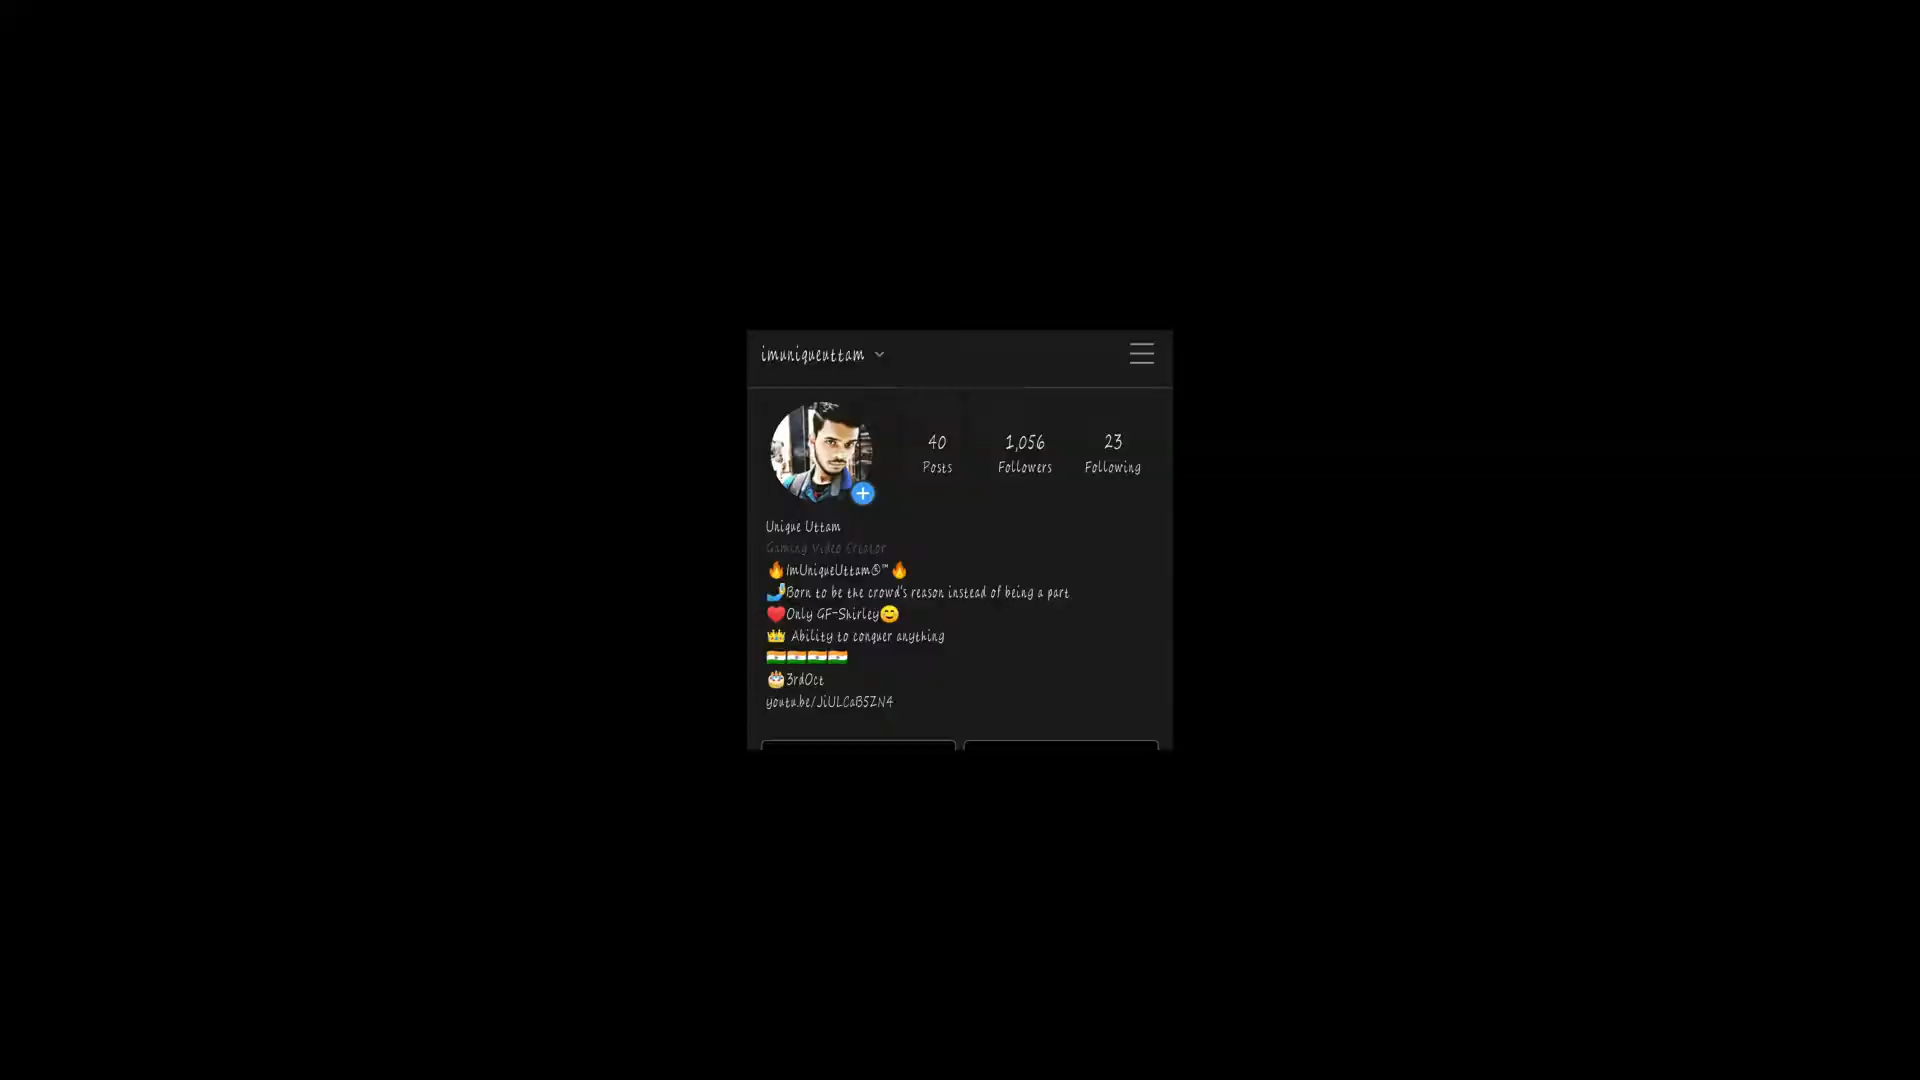 imuniqueuttam
40 1,056 23
Posts Followers Following
Unique Uttam
Gaming Video Creator
🔥ImUniqueUttam®™🔥
🤳Born to be the crowd's reason instead of being a part
❤️Only GF-Shirley😊
👑 Ability to conquer anything
🇮🇳🇮🇳🇮🇳🇮🇳
🎂3rdOct
youtu.be/JiULCaB5ZN4